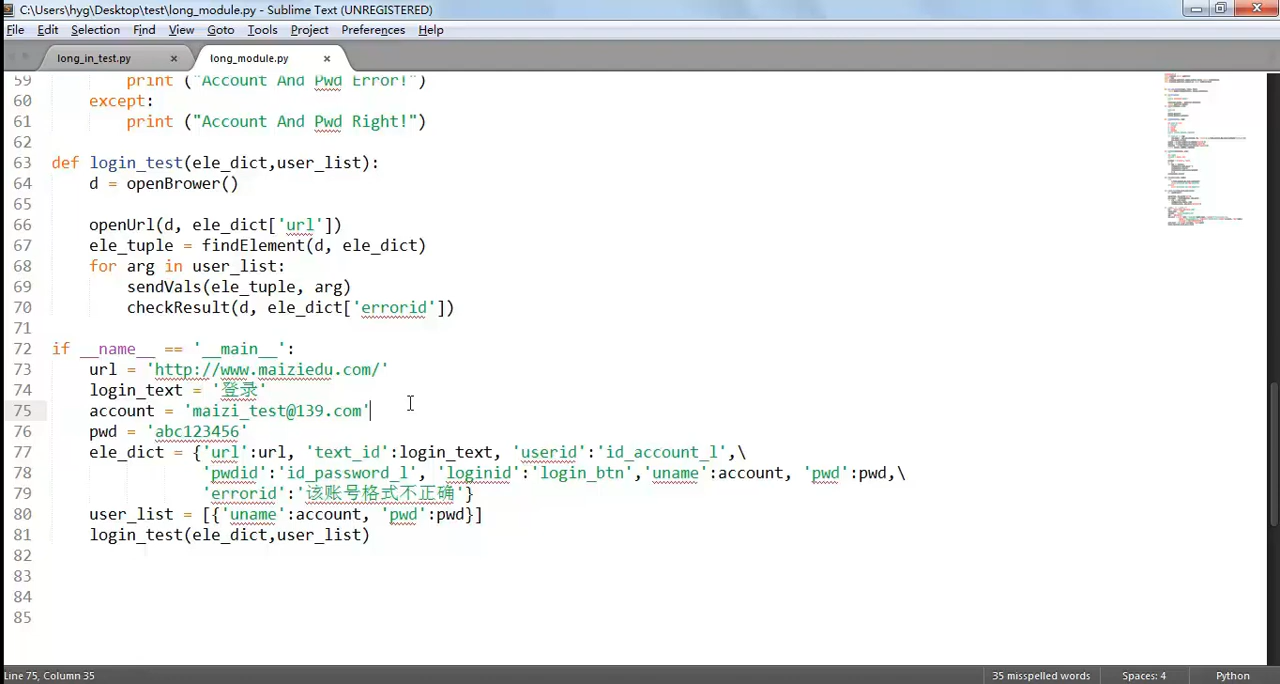 C:\Users\hyg\Desktop\test\long_module.py - Sublime Text (UNREGISTERED)
File Edit Selection Find View Goto Tools Project Preferences Help
long_in_test.py × long_module.py ×
59 print ("Account And Pwd Error!")
60 except:
61 print ("Account And Pwd Right!")
62
63 def login_test(ele_dict,user_list):
64 d = openBrower()
65
66 openUrl(d, ele_dict['url'])
67 ele_tuple = findElement(d, ele_dict)
68 for arg in user_list:
69 sendVals(ele_tuple, arg)
70 checkResult(d, ele_dict['errorid'])
71
72 if __name__ == '__main__':
73 url = 'http://www.maiziedu.com/'
74 login_text = '登录'
75 account = 'maizi_test@139.com'
76 pwd = 'abc123456'
77 ele_dict = {'url':url, 'text_id':login_text, 'userid':'id_account_l',\
78 'pwdid':'id_password_l', 'loginid':'login_btn','uname':account, 'pwd':pwd,\
79 'errorid':'该账号格式不正确'}
80 user_list = [{'uname':account, 'pwd':pwd}]
81 login_test(ele_dict,user_list)
82
83
84
85
Line 75, Column 35 35 misspelled words Spaces: 4 Python